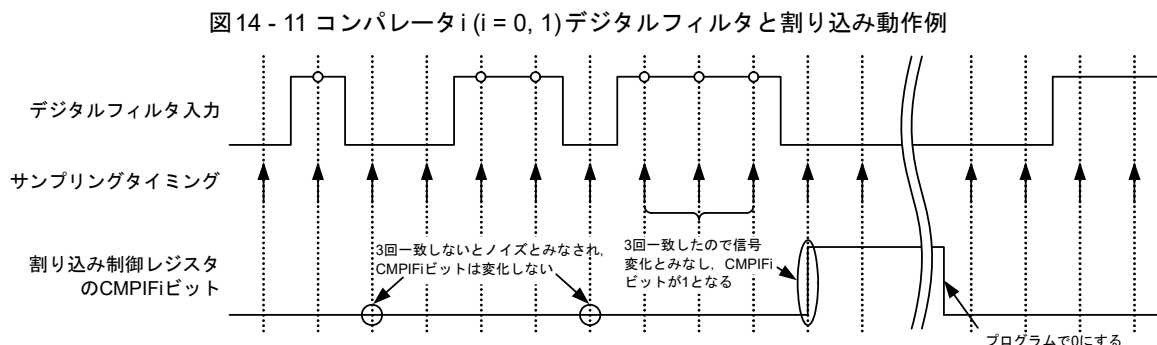 図14 - 11 コンパレータi (i = 0, 1)デジタルフィルタと割り込み動作例
デジタルフィルタ入力
サンプリングタイミング
割り込み制御レジスタ
のCMPIFiビット
3回一致しないとノイズとみなされ,
CMPIFiビットは変化しない
3回一致したので信号
変化とみなし, CMPIFi
ビットが1となる
プログラムで0にする